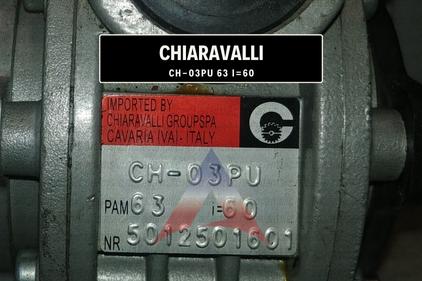 CHIARAVALLI
CH-03PU 63 I=60
IMPORTED BY
CHIARAVALLI GROUPSPA
CAVARIA (VA) - ITALY
CH-03PU
PAM 63 i=60
NR 5012501601